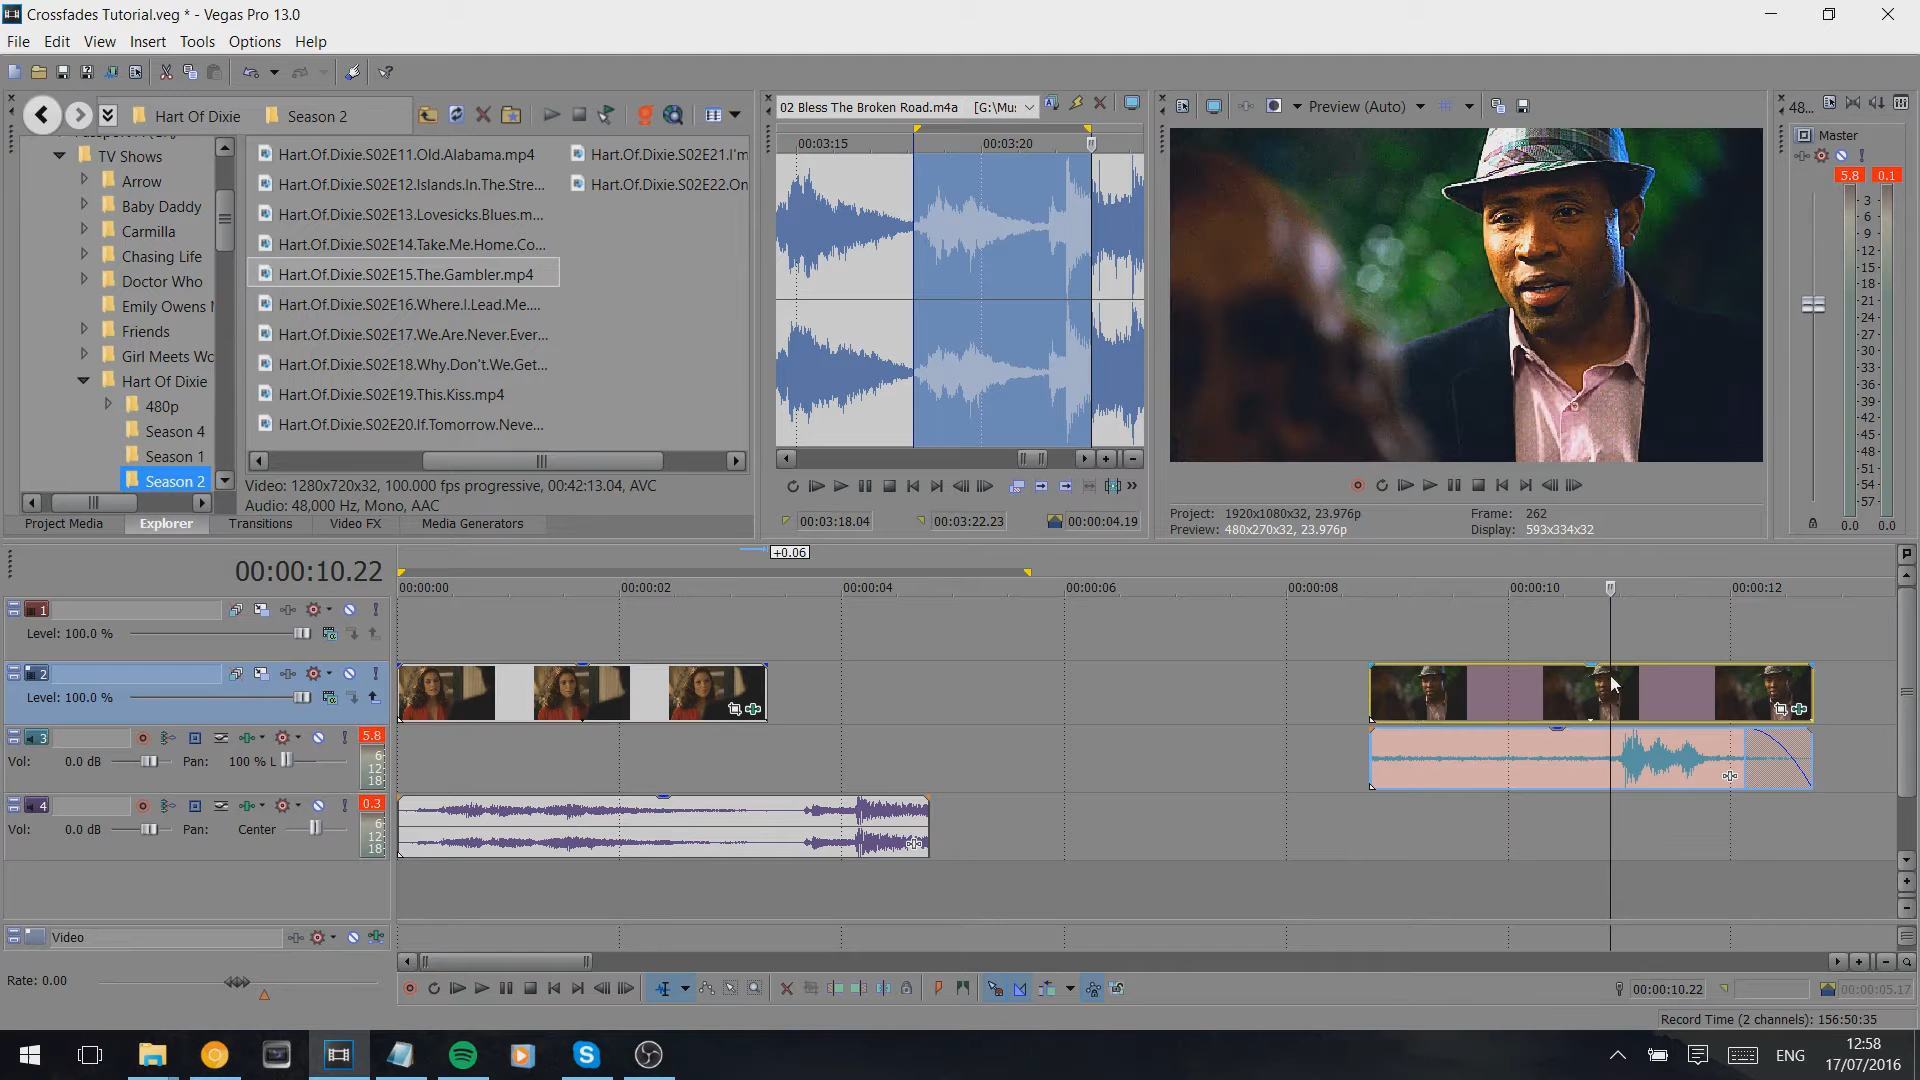 Crossfades Tutorial.veg * - Vegas Pro 13.0
File Edit View Insert Tools Options Help
Hart Of Dixie Season 2
TV Shows
Arrow
Baby Daddy
Carmilla
Chasing Life
Doctor Who
Emily Owens
Friends
Girl Meets Wo
Hart Of Dixie
480p
Season 4
Season 1
Season 2
Hart.Of.Dixie.S02E11.Old.Alabama.mp4
Hart.Of.Dixie.S02E12.Islands.In.The.Stre...
Hart.Of.Dixie.S02E13.Lovesicks.Blues.m...
Hart.Of.Dixie.S02E14.Take.Me.Home.Co...
Hart.Of.Dixie.S02E15.The.Gambler.mp4
Hart.Of.Dixie.S02E16.Where.I.Lead.Me....
Hart.Of.Dixie.S02E17.We.Are.Never.Ever...
Hart.Of.Dixie.S02E18.Why.Don't.We.Get...
Hart.Of.Dixie.S02E19.This.Kiss.mp4
Hart.Of.Dixie.S02E20.If.Tomorrow.Neve...
Hart.Of.Dixie.S02E21.I'm
Hart.Of.Dixie.S02E22.On
Video: 1280x720x32, 100.000 fps progressive, 00:42:13.04, AVC
Audio: 48,000 Hz, Mono, AAC
Project Media Explorer Transitions Video FX Media Generators
02 Bless The Broken Road.m4a [G:\Mu
00:03:15 00:03:20
00:03:18.04 00:03:22.23 00:00:04.19
Preview (Auto)
Project: 1920x1080x32, 23.976p
Preview: 480x270x32, 23.976p
Frame: 262
Display: 593x334x32
48...
Master
5.8 0.1
3
6
9
12
15
18
21
24
27
30
33
36
39
42
45
48
51
54
57
0.0 0.0
+0.06
00:00:10.22
00:00:00 00:00:02 00:00:04 00:00:06 00:00:08 00:00:10 00:00:12
1
Level: 100.0 %
2
Level: 100.0 %
3 5.8
Vol: 0.0 dB Pan: 100 % L
6
12
18
4 0.3
Vol: 0.0 dB Pan: Center
6
12
18
Video
Rate: 0.00
00:00:10.22 00:00:05.17
Record Time (2 channels): 156:50:35
ENG
12:58
17/07/2016